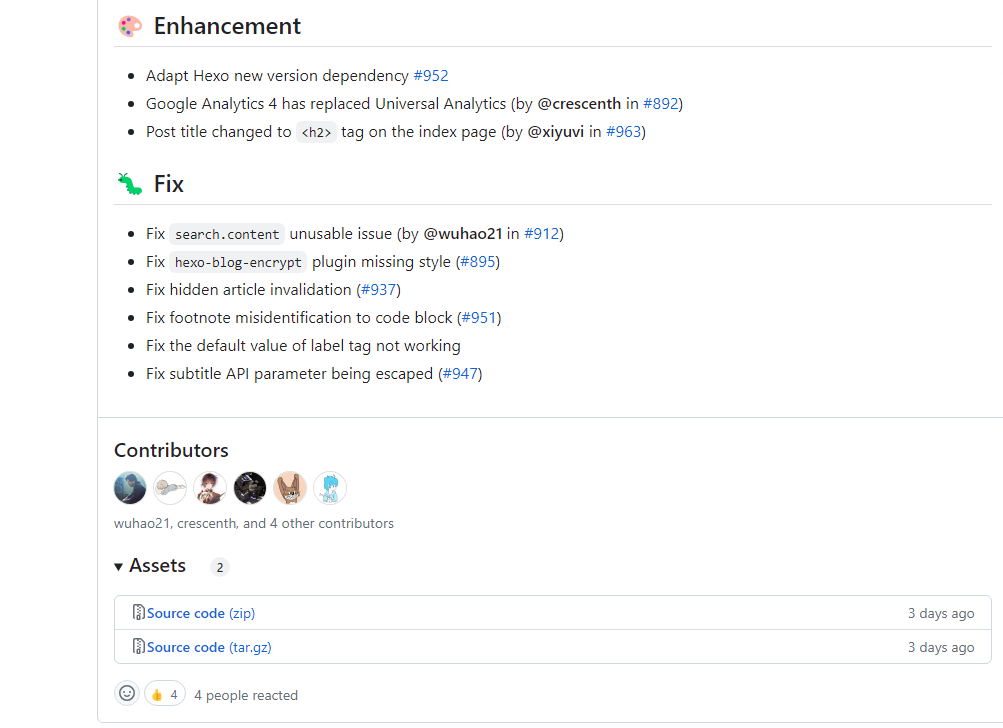 Enhancement
Adapt Hexo new version dependency #952
Google Analytics 4 has replaced Universal Analytics (by @crescenth in #892)
Post title changed to <h2> tag on the index page (by @xiyuvi in #963)
Fix
Fix search.content unusable issue (by @wuhao21 in #912)
Fix hexo-blog-encrypt plugin missing style (#895)
Fix hidden article invalidation (#937)
Fix footnote misidentification to code block (#951)
Fix the default value of label tag not working
Fix subtitle API parameter being escaped (#947)
Contributors
wuhao21, crescenth, and 4 other contributors
Assets 2
Source code (zip) 3 days ago
Source code (tar.gz) 3 days ago
4 4 people reacted